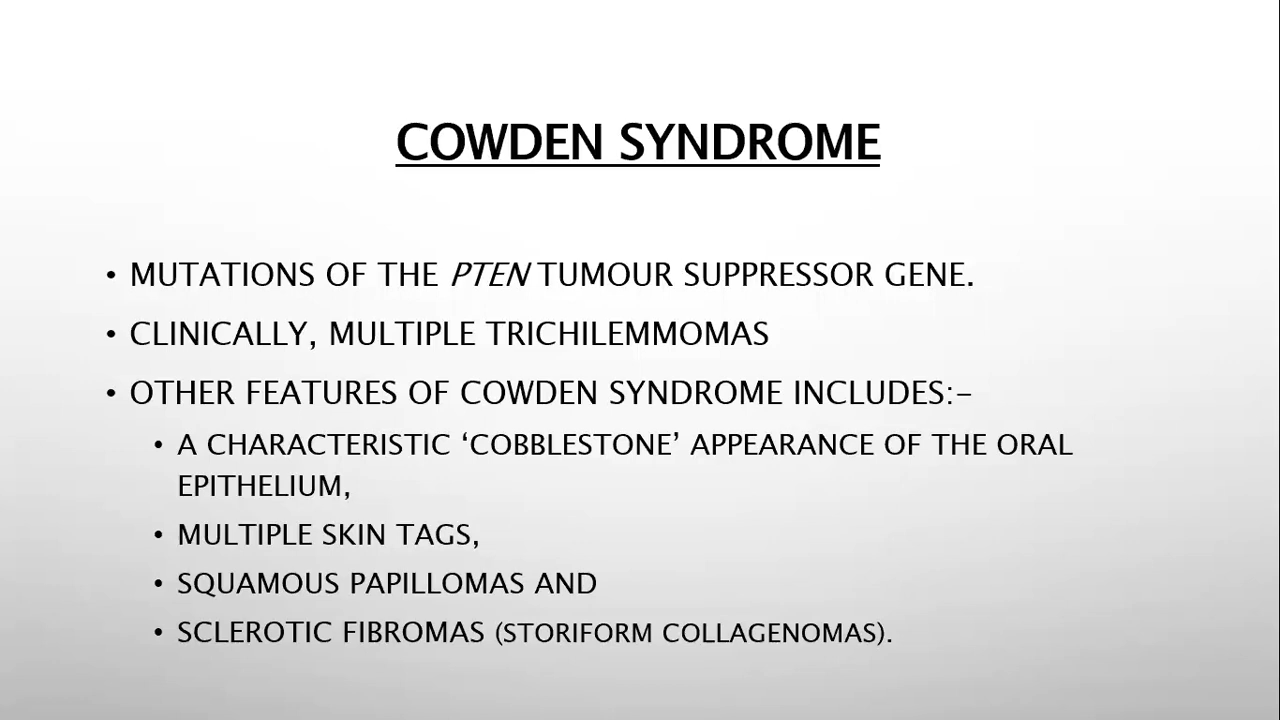 COWDEN SYNDROME
• MUTATIONS OF THE PTEN TUMOUR SUPPRESSOR GENE.
• CLINICALLY, MULTIPLE TRICHILEMMOMAS
• OTHER FEATURES OF COWDEN SYNDROME INCLUDES:–
• A CHARACTERISTIC ‘COBBLESTONE’ APPEARANCE OF THE ORAL
EPITHELIUM,
• MULTIPLE SKIN TAGS,
• SQUAMOUS PAPILLOMAS AND
• SCLEROTIC FIBROMAS (STORIFORM COLLAGENOMAS).